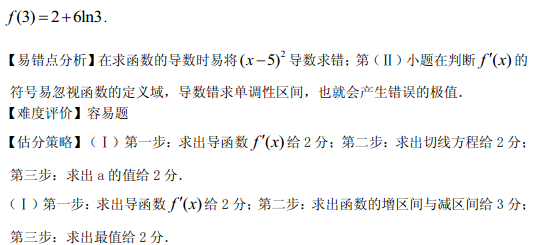 f(3)=2+6ln3.
【易错点分析】在求函数的导数时易将(x−5)²导数求错；第(Ⅱ)小题在判断f′(x)的
符号易忽视函数的定义域，导数错求单调性区间，也就会产生错误的极值.
【难度评价】容易题
【估分策略】(Ⅰ)第一步：求出导函数f′(x)给2分；第二步：求出切线方程给2分；
第三步：求出a的值给2分.
(Ⅰ)第一步：求出导函数f′(x)给2分；第二步：求出函数的增区间与减区间给3分；
第三步：求出最值给2分.